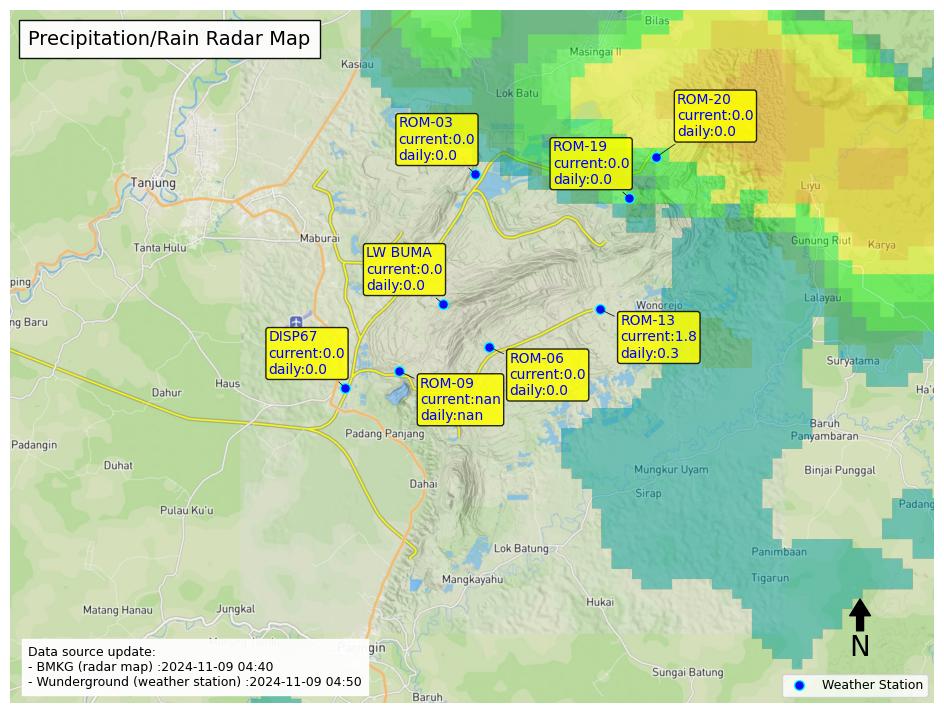 Precipitation/Rain Radar Map
Bilas
Masingai II
Kasiau
Lok Batu
ROM-20
current:0.0
daily:0.0
ROM-03
current:0.0
daily:0.0
ROM-19
current:0.0
daily:0.0
Tanjung
Liyu
Tanta Hulu
Maburai
Gunung Riut
Karya
LW BUMA
current:0.0
daily:0.0
ping
Lalayau
Wonorejo
ng Baru
ROM-13
current:1.8
daily:0.3
DISP67
current:0.0
daily:0.0
ROM-06
current:0.0
daily:0.0
Suryatama
ROM-09
current:nan
daily:nan
Haus
Dahur
Ha'o
Padang Panjang
Baruh
Panyambaran
Padangin
Duhat
Mungkur Uyam
Binjai Punggal
Dahai
Sirap
Pulau Ku'u
Padang
Lok Batung
Panimbaan
Mangkayahu
Tigarun
Hukai
Matang Hanau
Jungkal
N
Paringin
Data source update:
- BMKG (radar map) :2024-11-09 04:40
- Wunderground (weather station) :2024-11-09 04:50
Sungai Batung
Weather Station
Baruh